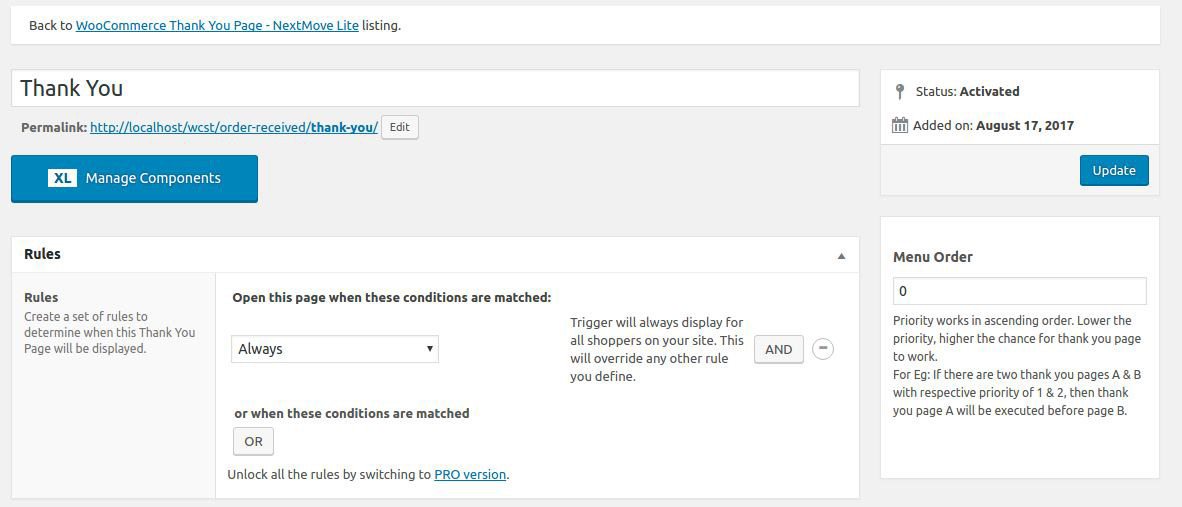 Back to WooCommerce Thank You Page - NextMove Lite listing.
Thank You
Permalink: http://localhost/wcst/order-received/thank-you/ Edit
XL Manage Components
Rules
Rules
Create a set of rules to
determine when this Thank You
Page will be displayed.
Open this page when these conditions are matched:
Always
Trigger will always display for
all shoppers on your site. This
will override any other rule
you define.
AND
or when these conditions are matched
OR
Unlock all the rules by switching to PRO version.
Status: Activated
Added on: August 17, 2017
Update
Menu Order
0
Priority works in ascending order. Lower the
priority, higher the chance for thank you page
to work.
For Eg: If there are two thank you pages A & B
with respective priority of 1 & 2, then thank
you page A will be executed before page B.